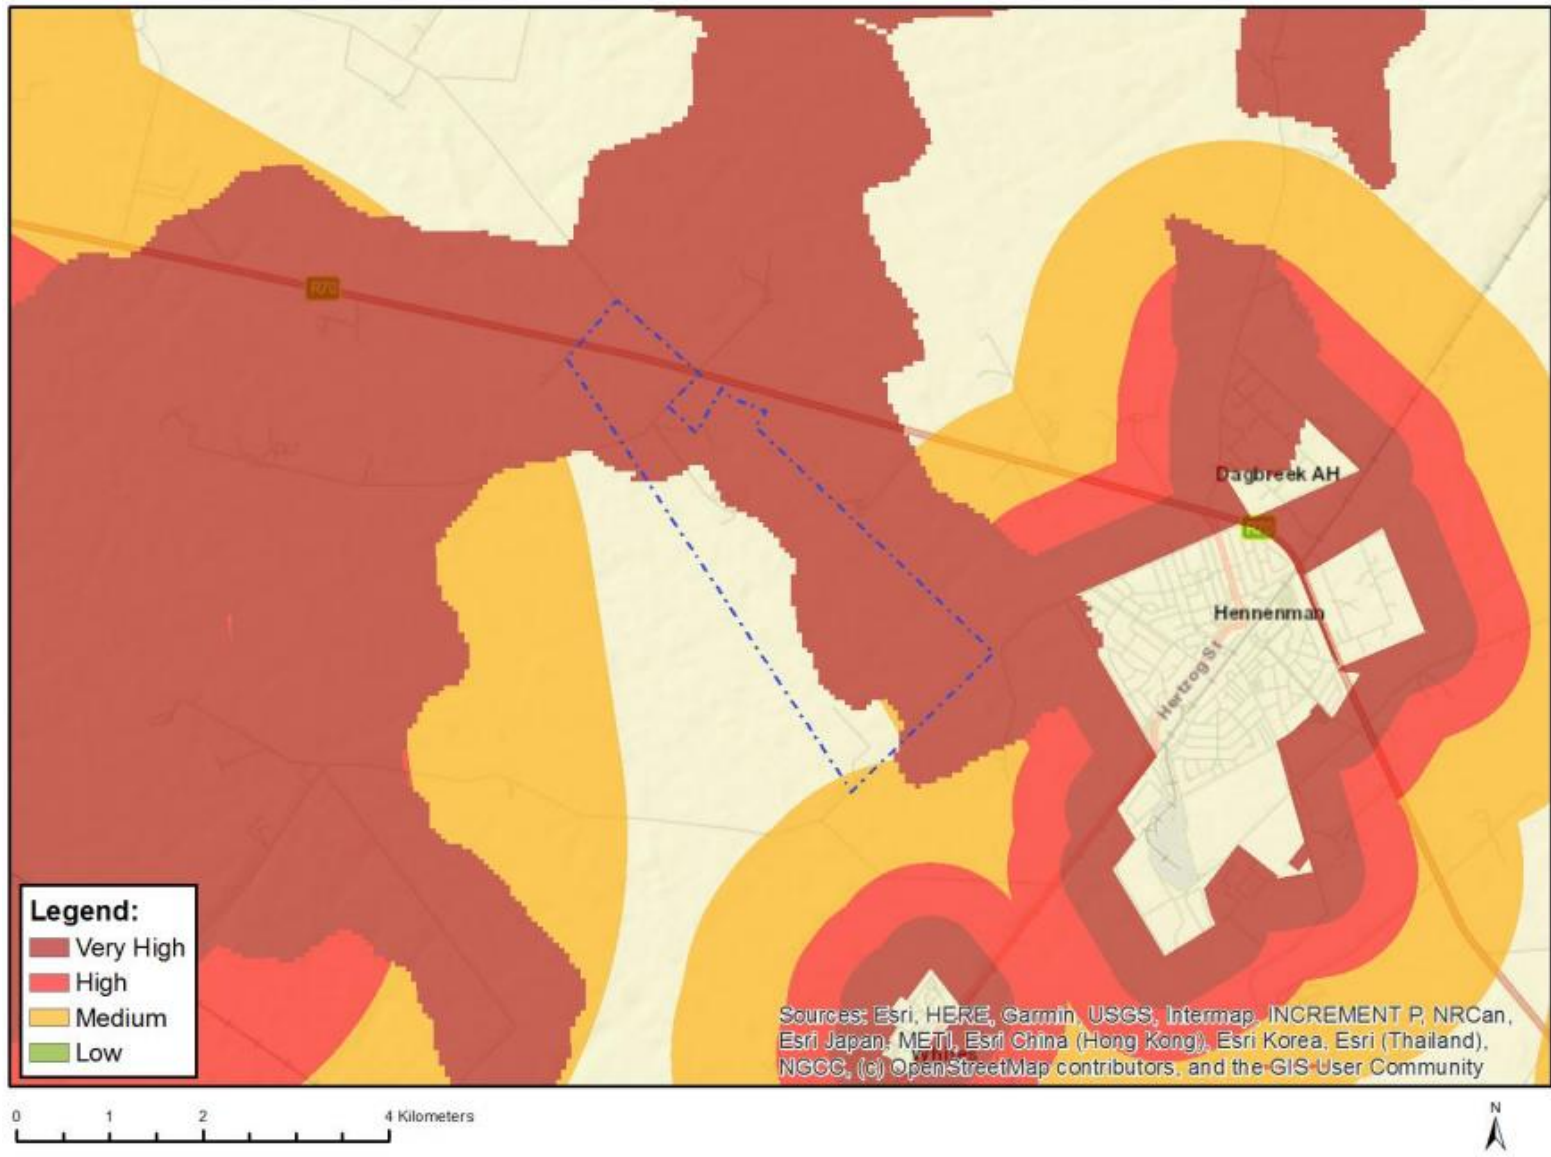 R70
Dagbreek AH
R70
Hennenman
Hertzog St
Legend:
Very High
High
Medium
Low
Whites
Sources: Esri, HERE, Garmin, USGS, Intermap, INCREMENT P, NRCan,
Esri Japan, METI, Esri China (Hong Kong), Esri Korea, Esri (Thailand),
NGCC, (c) OpenStreetMap contributors, and the GIS User Community
0 1 2 4 Kilometers
N